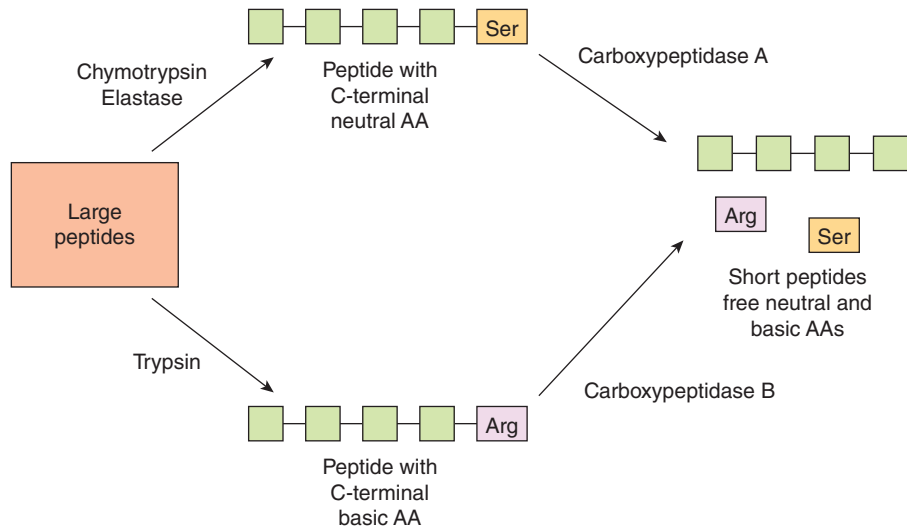 Ser
Chymotrypsin
Elastase
Peptide with
C-terminal
neutral AA
Carboxypeptidase A
Large
peptides
Arg
Ser
Short peptides
free neutral and
basic AAs
Trypsin
Carboxypeptidase B
Arg
Peptide with
C-terminal
basic AA